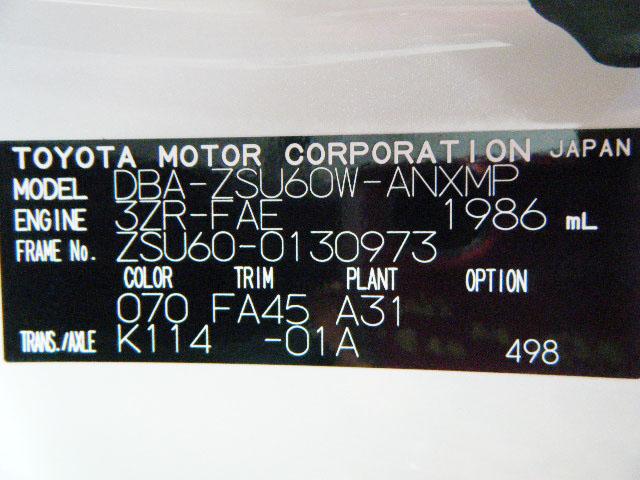 TOYOTA MOTOR CORPORATION JAPAN
MODEL DBA-ZSU60W-ANXMP
ENGINE 3ZR-FAE 1986 mL
FRAME No. ZSU60-0130973
COLOR TRIM PLANT OPTION
070 FA45 A31
TRANS./AXLE K114 -01A
498